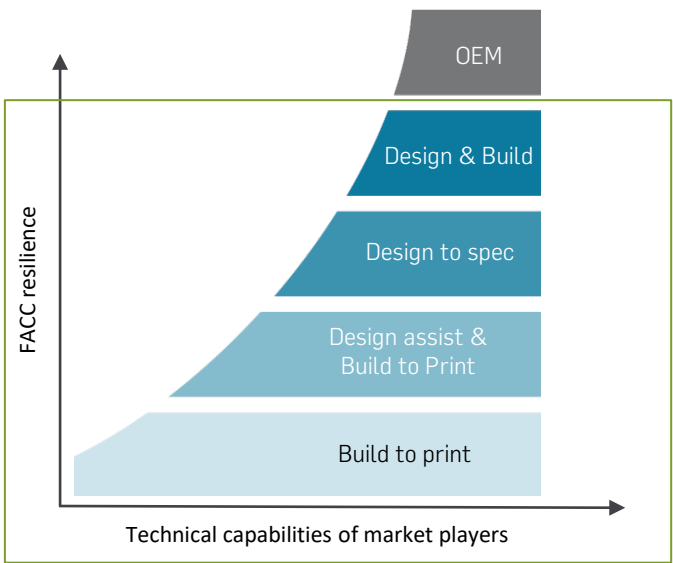 OEM
Design & Build
Design to spec
Design assist &
Build to Print
Build to print
FACC resilience
Technical capabilities of market players